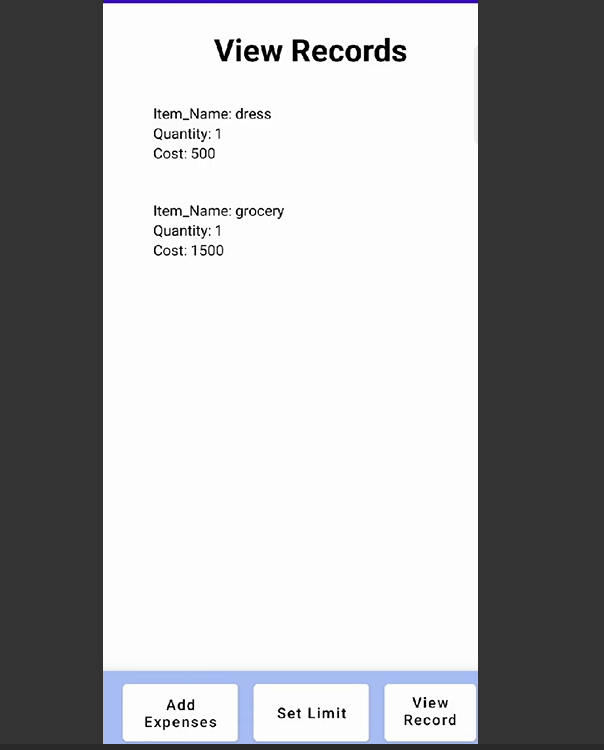 View Records
Item_Name: dress
Quantity: 1
Cost: 500
Item_Name: grocery
Quantity: 1
Cost: 1500
Add
Expenses
Set Limit
View
Record